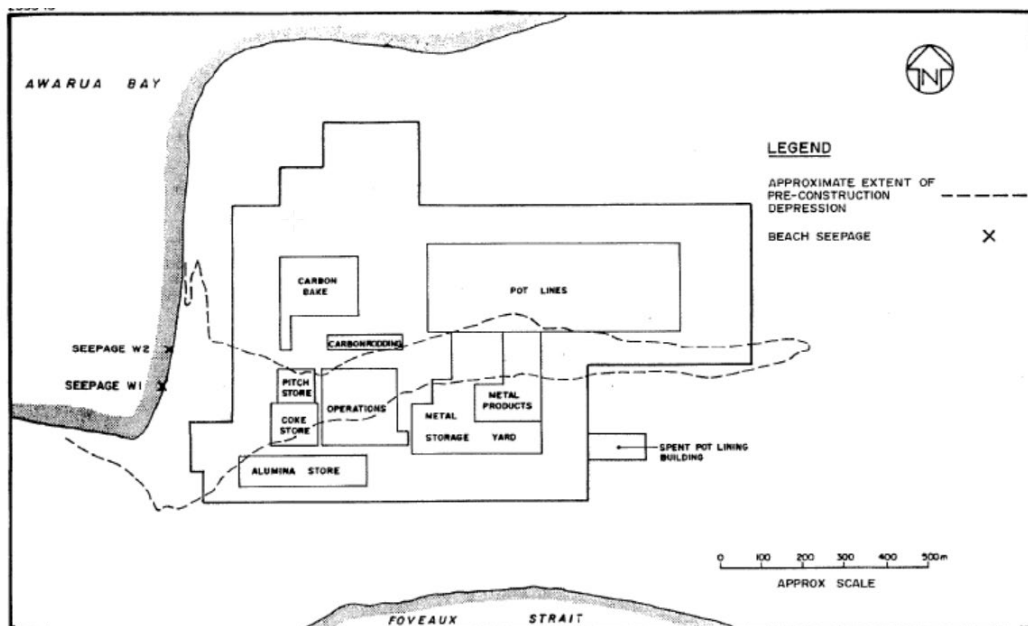 AWARUA BAY
N
LEGEND
APPROXIMATE EXTENT OF
PRE-CONSTRUCTION
DEPRESSION
BEACH SEEPAGE
CARBON
BAKE
POT LINES
CARBONRODDING
SEEPAGE W2
SEEPAGE W1
PITCH
STORE
COKE
STORE
OPERATIONS
METAL
PRODUCTS
METAL
STORAGE YARD
SPENT POT LINING
BUILDING
ALUMINA STORE
0 100 200 300 400 500m
APPROX SCALE
FOVEAUX STRAIT